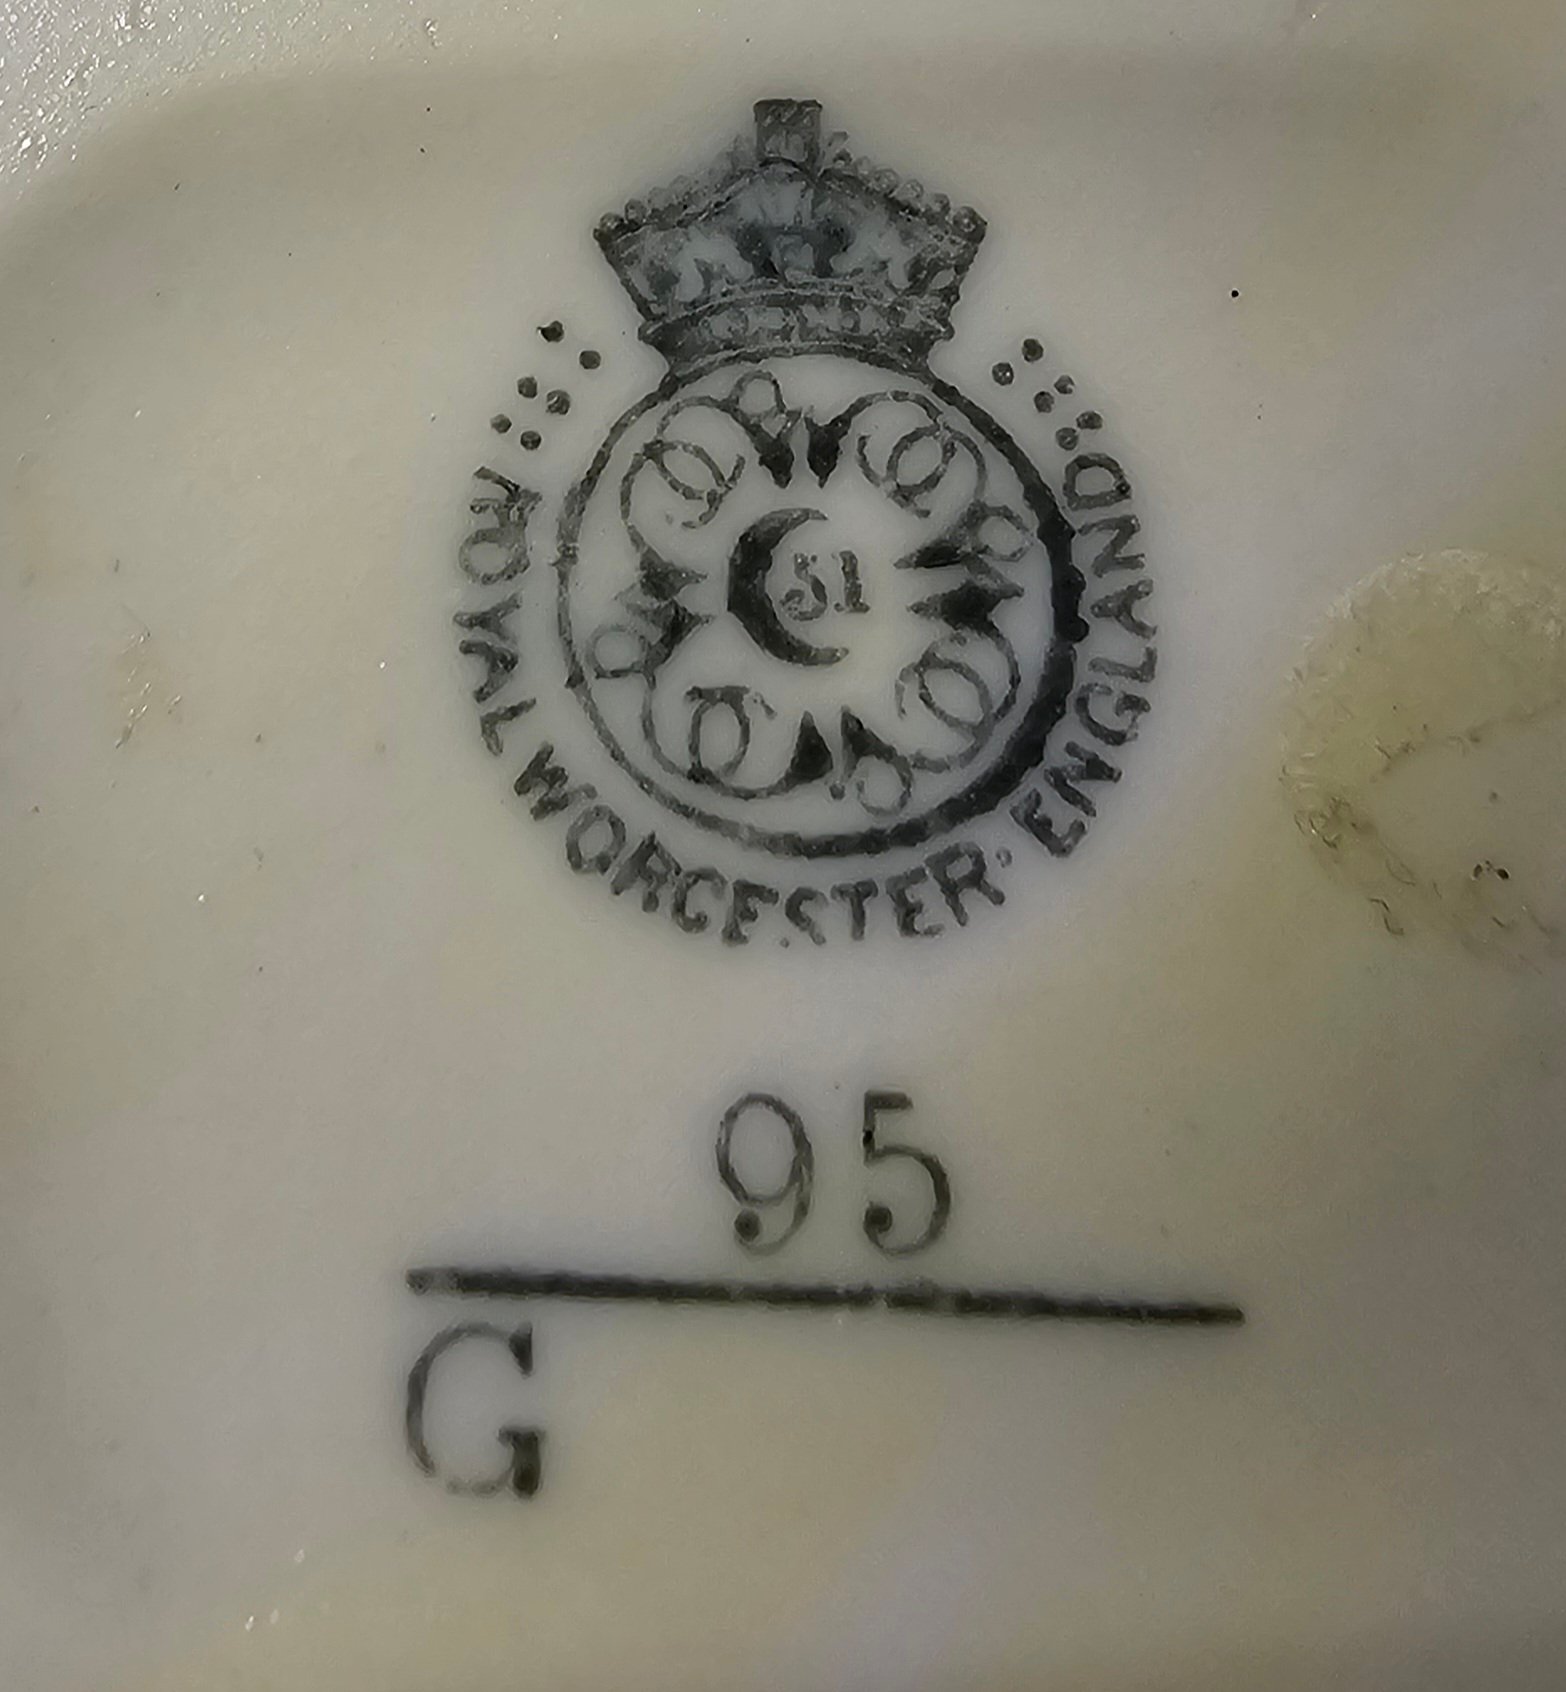 ROYAL WORCESTER · ENGLAND
51
95
G